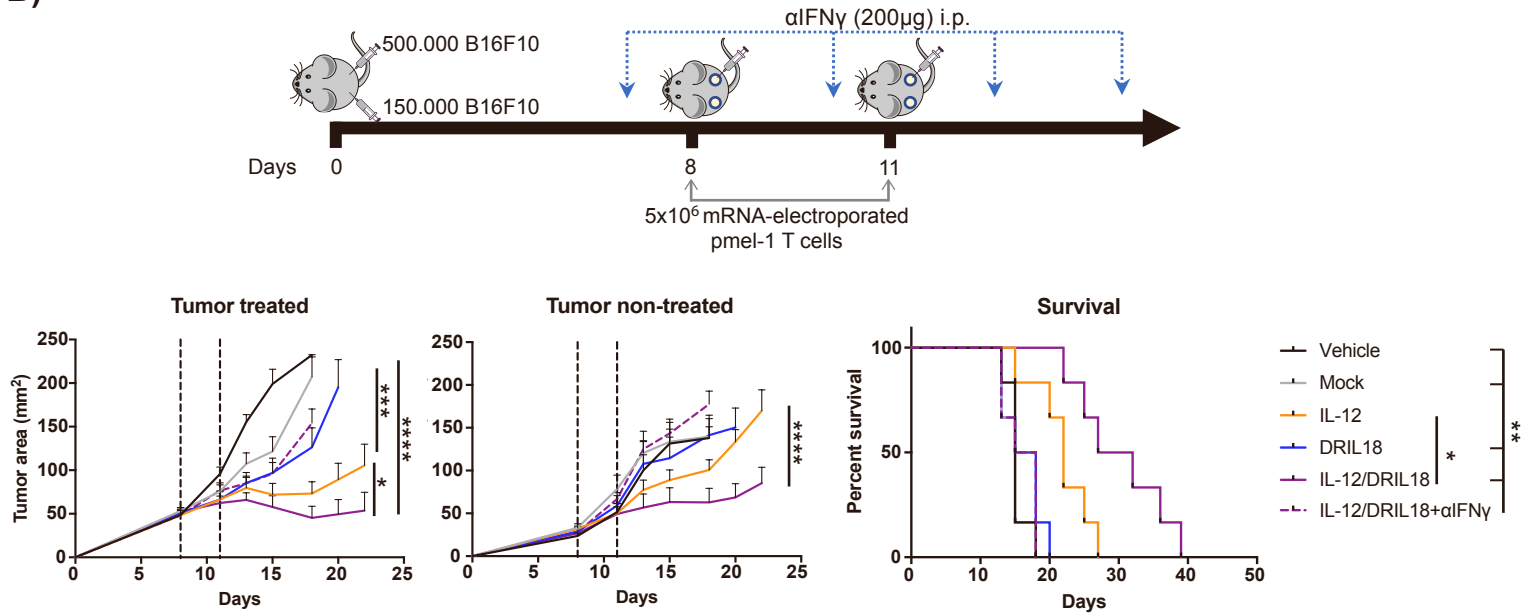 αIFNγ (200µg) i.p.
500.000 B16F10
150.000 B16F10
Days 0 8 11
5x10⁶ mRNA-electroporated
pmel-1 T cells
Tumor treated
Tumor area (mm²)
250
200
150
100
50
0
0 5 10 15 20 25
Days
***
****
*
Tumor non-treated
250
200
150
100
50
0
0 5 10 15 20 25
Days
****
Survival
Percent survival
100
50
0
0 10 20 30 40 50
Days
Vehicle
Mock
IL-12
DRIL18
IL-12/DRIL18
IL-12/DRIL18+αIFNγ
*
**